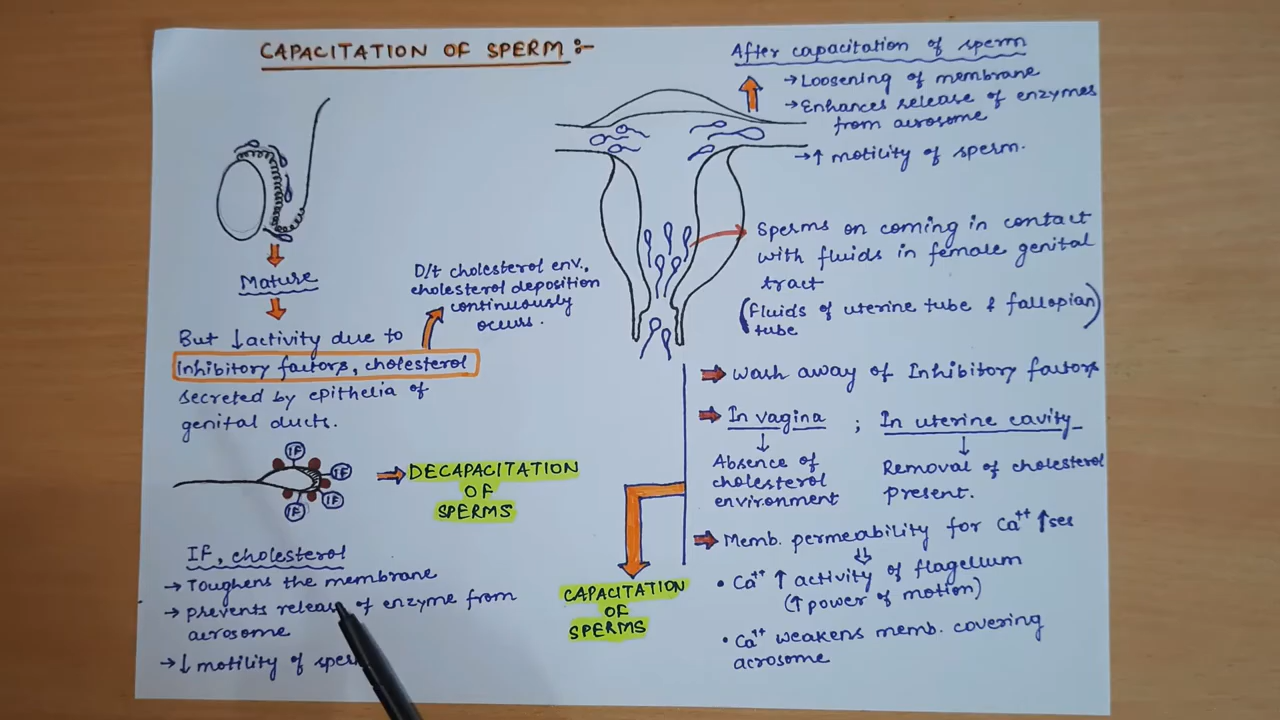 CAPACITATION OF SPERM :-
Mature
But ↓activity due to
Inhibitory factors, cholesterol
secreted by epithelia of
genital ducts.
D/t cholesterol env.,
cholesterol deposition
continuously
occurs.
IF
IF
IF
IF
DECAPACITATION
OF
SPERMS
IF, cholesterol
→ Toughens the membrane
→ prevents release of enzyme from
acrosome
→ ↓ motility of
After capacitation of sperm
→ Loosening of membrane
→ Enhances release of enzymes
from acrosome
→ ↑ motility of sperm.
Sperms on coming in contact
with fluids in female genital
tract
(Fluids of uterine tube & fallopian)
tube
Wash away of Inhibitory factors
In vagina ; In uterine cavity
Absence of
cholesterol
environment
Removal of cholesterol
present.
Memb. permeability for Ca++ ↑ses
• Ca++ ↑ activity of flagellum
(↑ power of motion)
• Ca++ weakens memb. covering
acrosome
CAPACITATION
OF
SPERMS